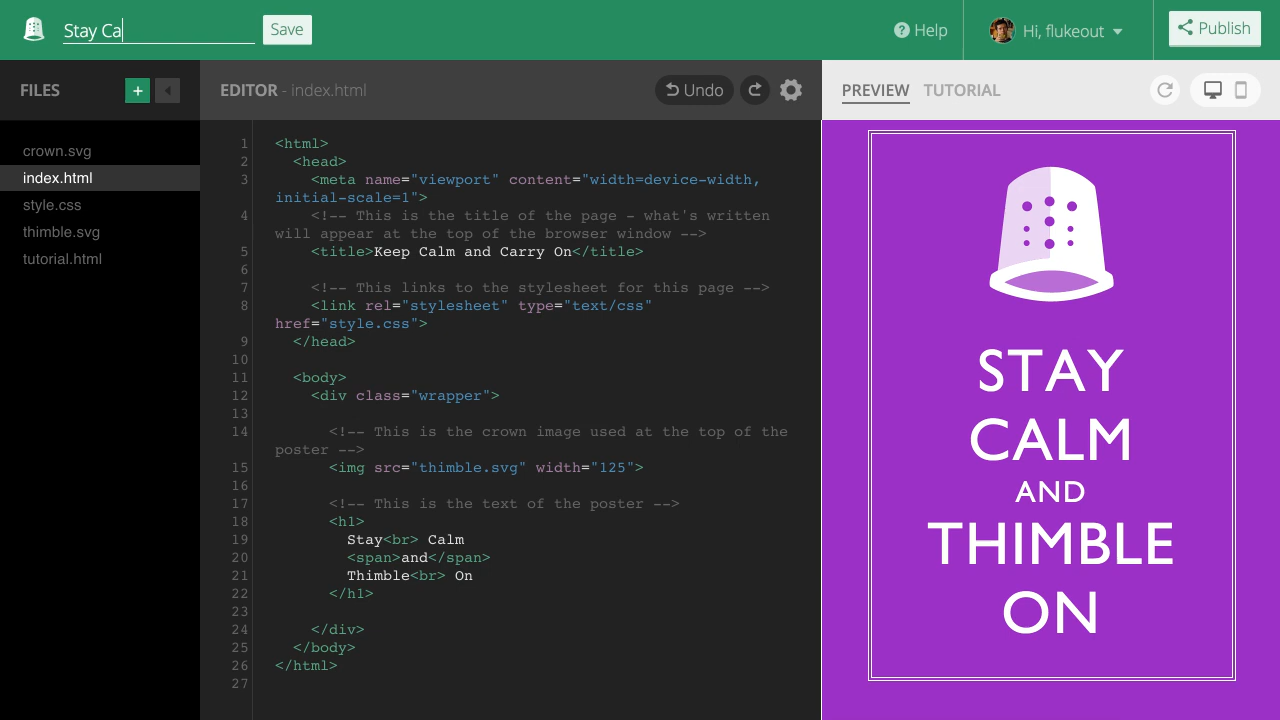 Stay Ca
Save
Help
Hi, flukeout
Publish
FILES
EDITOR - index.html
Undo
PREVIEW
TUTORIAL
crown.svg
index.html
style.css
thimble.svg
tutorial.html
1 <html>
2 <head>
3 <meta name="viewport" content="width=device-width,
initial-scale=1">
4 <!-- This is the title of the page - what's written
will appear at the top of the browser window -->
5 <title>Keep Calm and Carry On</title>
6
7 <!-- This links to the stylesheet for this page -->
8 <link rel="stylesheet" type="text/css"
href="style.css">
9 </head>
10
11 <body>
12 <div class="wrapper">
13
14 <!-- This is the crown image used at the top of the
poster -->
15 <img src="thimble.svg" width="125">
16
17 <!-- This is the text of the poster -->
18 <h1>
19 Stay<br> Calm
20 <span>and</span>
21 Thimble<br> On
22 </h1>
23
24 </div>
25 </body>
26 </html>
27
STAY
CALM
AND
THIMBLE
ON